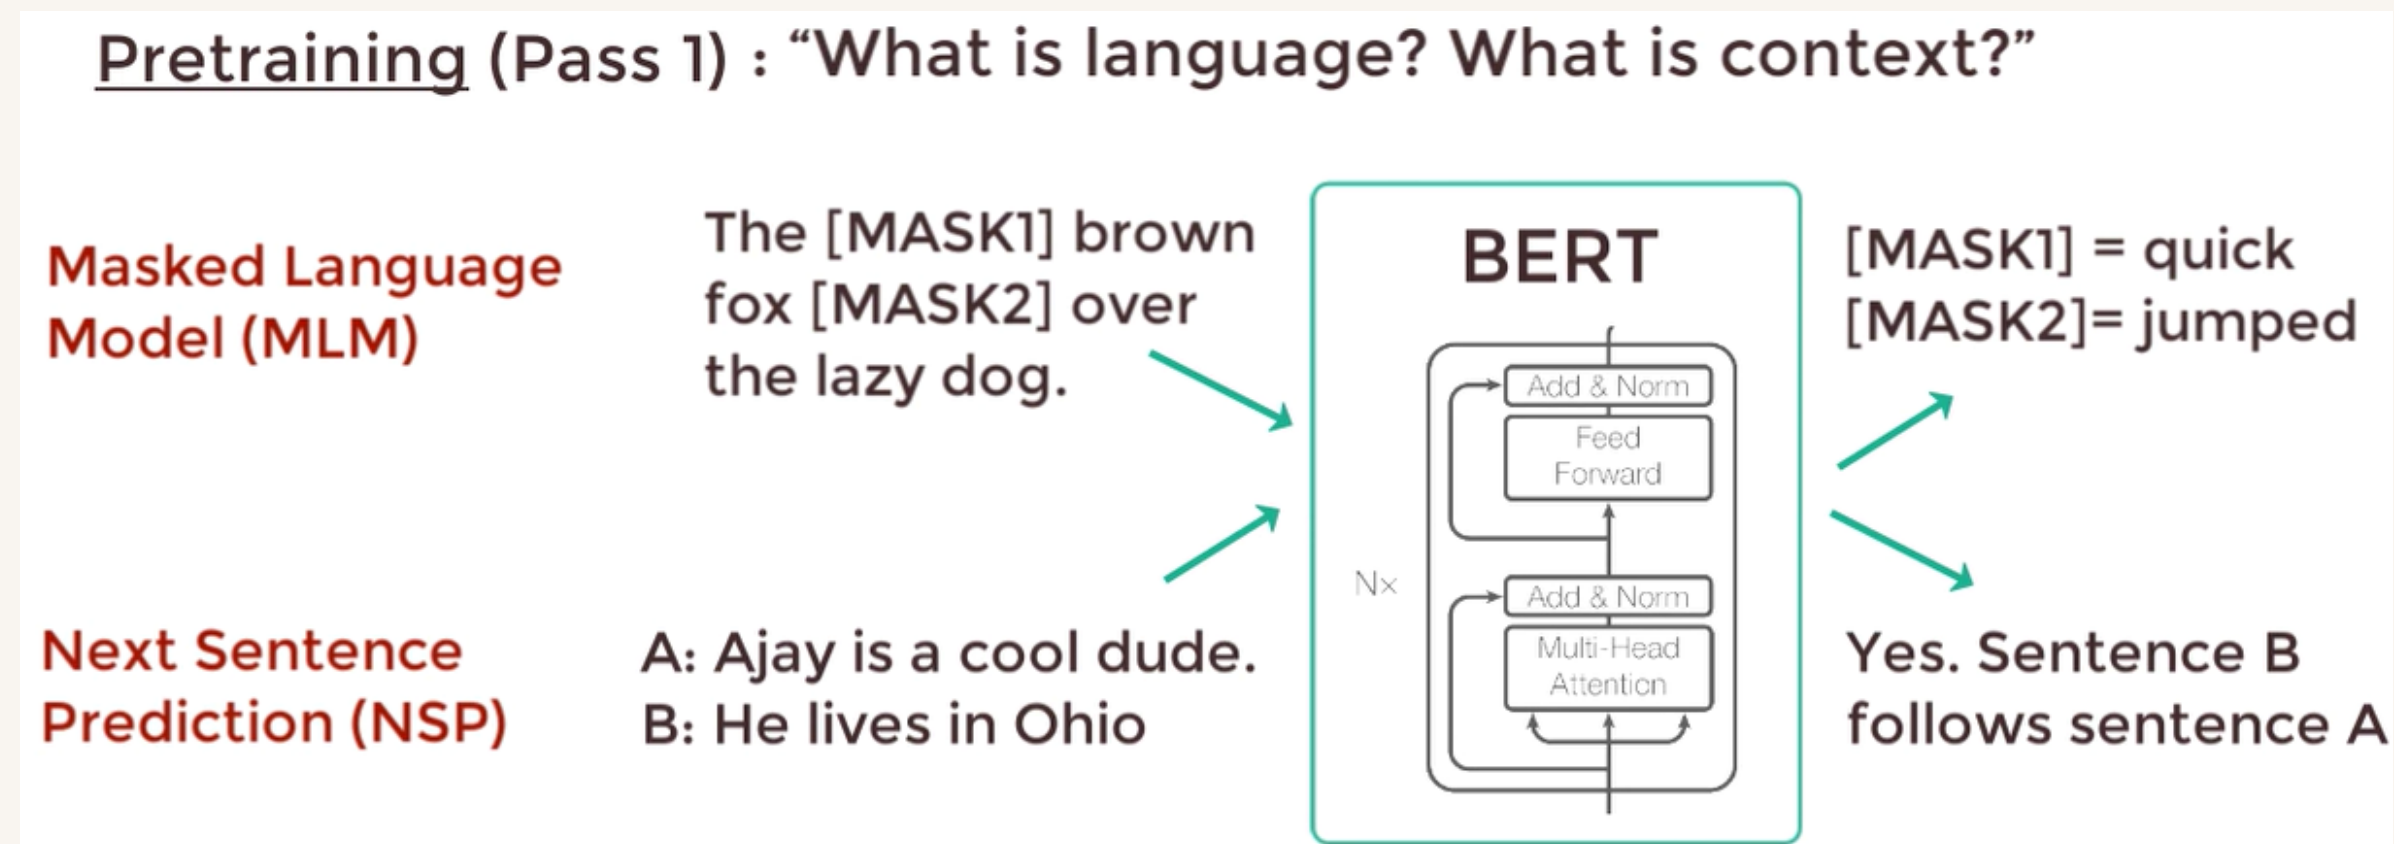 Pretraining (Pass 1) : “What is language? What is context?”
Masked Language
Model (MLM)
The [MASK1] brown
fox [MASK2] over
the lazy dog.
BERT
Add & Norm
Feed
Forward
Nx
Add & Norm
Multi-Head
Attention
[MASK1] = quick
[MASK2]= jumped
Next Sentence
Prediction (NSP)
A: Ajay is a cool dude.
B: He lives in Ohio
Yes. Sentence B
follows sentence A